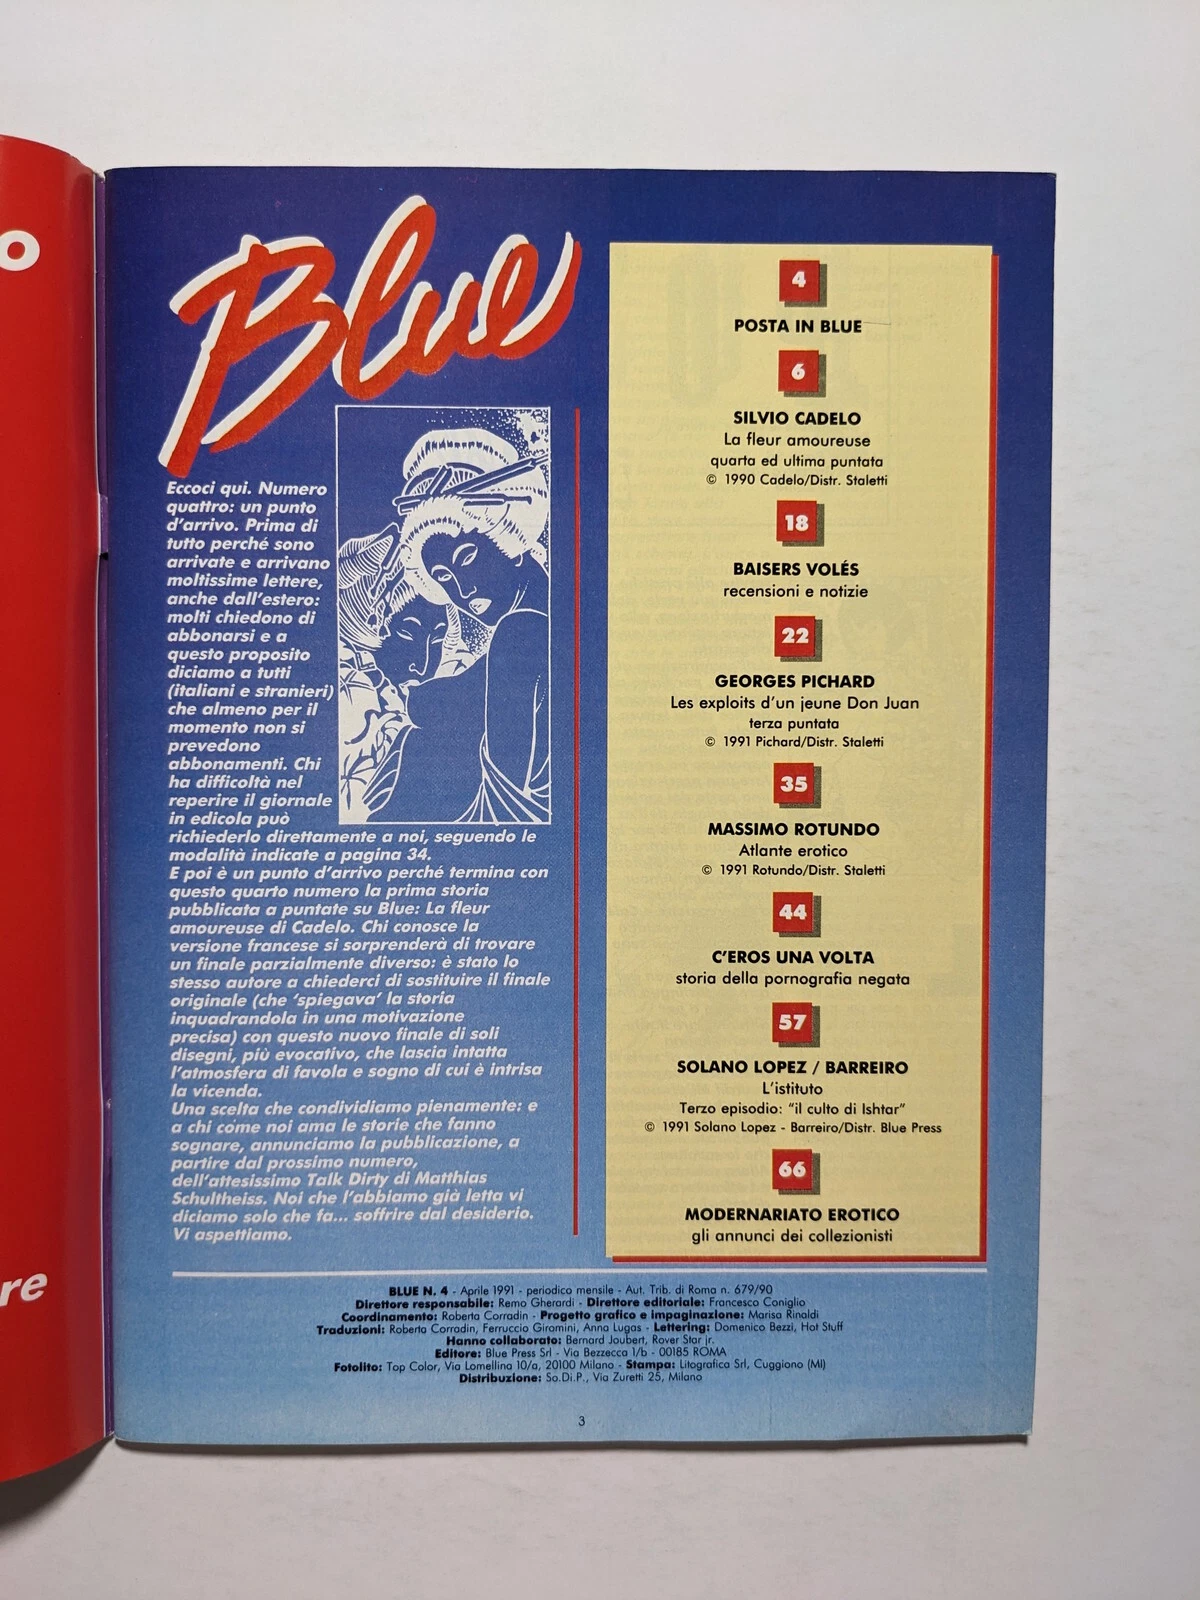 o
re
Blue
Eccoci qui. Numero
quattro: un punto
d'arrivo. Prima di
tutto perché sono
arrivate e arrivano
moltissime lettere,
anche dall'estero:
molti chiedono di
abbonarsi e a
questo proposito
diciamo a tutti
(italiani e stranieri)
che almeno per il
momento non si
prevedono
abbonamenti. Chi
ha difficoltà nel
reperire il giornale
in edicola può
richiederlo direttamente a noi, seguendo le
modalità indicate a pagina 34.
E poi è un punto d'arrivo perché termina con
questo quarto numero la prima storia
pubblicata a puntate su Blue: La fleur
amoureuse di Cadelo. Chi conosce la
versione francese si sorprenderà di trovare
un finale parzialmente diverso: è stato lo
stesso autore a chiederci di sostituire il finale
originale (che 'spiegava' la storia
inquadrandola in una motivazione
precisa) con questo nuovo finale di soli
disegni, più evocativo, che lascia intatta
l'atmosfera di favola e sogno di cui è intrisa
la vicenda.
Una scelta che condividiamo pienamente: e
a chi come noi ama le storie che fanno
sognare, annunciamo la pubblicazione, a
partire dal prossimo numero,
dell'attesissimo Talk Dirty di Matthias
Schultheiss. Noi che l'abbiamo già letta vi
diciamo solo che fa... soffrire dal desiderio.
Vi aspettiamo.
4
POSTA IN BLUE
6
SILVIO CADELO
La fleur amoureuse
quarta ed ultima puntata
© 1990 Cadelo/Distr. Staletti
18
BAISERS VOLÉS
recensioni e notizie
22
GEORGES PICHARD
Les exploits d'un jeune Don Juan
terza puntata
© 1991 Pichard/Distr. Staletti
35
MASSIMO ROTUNDO
Atlante erotico
© 1991 Rotundo/Distr. Staletti
44
C'EROS UNA VOLTA
storia della pornografia negata
57
SOLANO LOPEZ / BARREIRO
L'istituto
Terzo episodio: "il culto di Ishtar"
© 1991 Solano Lopez - Barreiro/Distr. Blue Press
66
MODERNARIATO EROTICO
gli annunci dei collezionisti
BLUE N. 4 - Aprile 1991 - periodico mensile - Aut. Trib. di Roma n. 679/90
Direttore responsabile: Remo Gherardi - Direttore editoriale: Francesco Coniglio
Coordinamento: Roberta Corradin - Progetto grafico e impaginazione: Marisa Rinaldi
Traduzioni: Roberta Corradin, Ferruccio Giromini, Anna Lugas - Lettering: Domenico Bezzi, Hot Stuff
Hanno collaborato: Bernard Joubert, Rover Star jr.
Editore: Blue Press Srl - Via Bezzecca 1/b - 00185 ROMA
Fotolito: Top Color, Via Lomellina 10/a, 20100 Milano - Stampa: Litografica Srl, Cuggiono (MI)
Distribuzione: So.Di.P., Via Zuretti 25, Milano
3